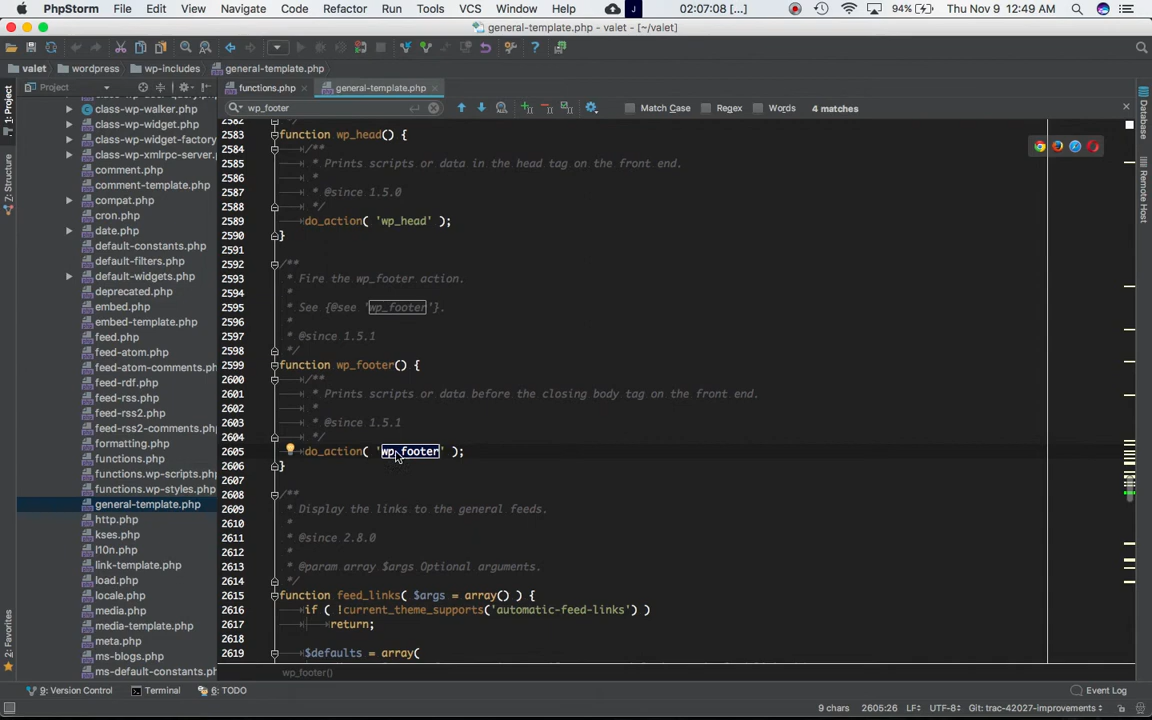 PhpStorm File Edit View Navigate Code Refactor Run Tools VCS Window Help J 02:07:08 [...] 94% Thu Nov 9 12:49 AM
general-template.php - valet - [~/valet]
valet wordpress wp-includes general-template.php
Project functions.php general-template.php
wp_footer Match Case Regex Words 4 matches
class-wp-walker.php
class-wp-widget.php
class-wp-widget-factory
class-wp-xmlrpc-server.
comment.php
comment-template.php
compat.php
cron.php
date.php
default-constants.php
default-filters.php
default-widgets.php
deprecated.php
embed.php
embed-template.php
feed.php
feed-atom.php
feed-atom-comments.ph
feed-rdf.php
feed-rss.php
feed-rss2.php
feed-rss2-comments.ph
formatting.php
functions.php
functions.wp-scripts.ph
functions.wp-styles.php
general-template.php
http.php
kses.php
l10n.php
link-template.php
load.php
locale.php
media.php
media-template.php
meta.php
ms-blogs.php
ms-default-constants.ph
1: Project
7: Structure
2: Favorites
Database
Remote Host
2582
2583 function wp_head() {
2584 /**
2585 * Prints scripts or data in the head tag on the front end.
2586 *
2587 * @since 1.5.0
2588 */
2589 do_action( 'wp_head' );
2590 }
2591
2592 /**
2593 * Fire the wp_footer action.
2594 *
2595 * See {@see 'wp_footer'}.
2596 *
2597 * @since 1.5.1
2598 */
2599 function wp_footer() {
2600 /**
2601 * Prints scripts or data before the closing body tag on the front end.
2602 *
2603 * @since 1.5.1
2604 */
2605 do_action( 'wp_footer' );
2606 }
2607
2608 /**
2609 * Display the links to the general feeds.
2610 *
2611 * @since 2.8.0
2612 *
2613 * @param array $args Optional arguments.
2614 */
2615 function feed_links( $args = array() ) {
2616 if ( !current_theme_supports('automatic-feed-links') )
2617 return;
2618
2619 $defaults = array(
wp_footer()
9: Version Control Terminal 6: TODO Event Log
9 chars 2605:26 LF UTF-8 Git: trac-42027-improvements